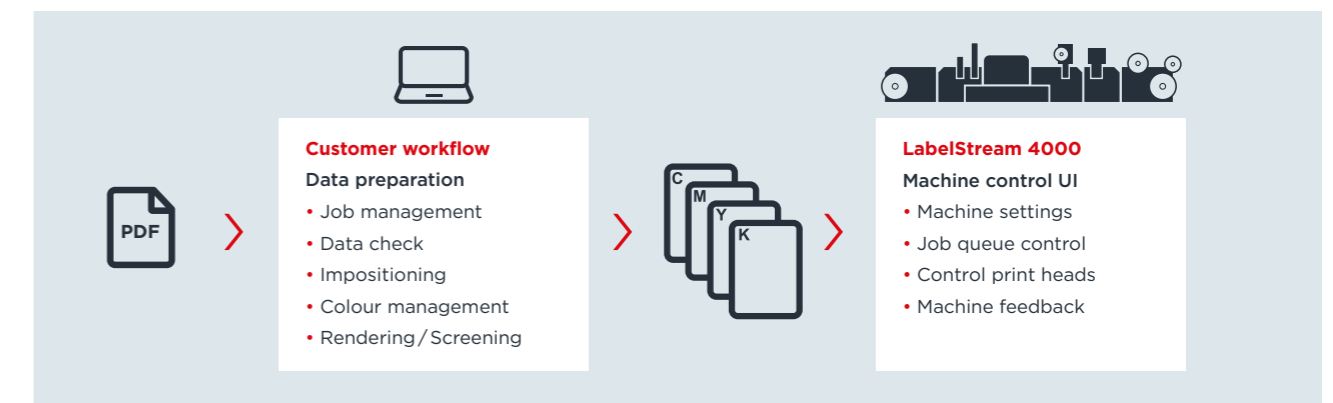 PDF
Customer workflow
Data preparation
• Job management
• Data check
• Impositioning
• Colour management
• Rendering / Screening
C
M
Y
K
LabelStream 4000
Machine control UI
• Machine settings
• Job queue control
• Control print heads
• Machine feedback